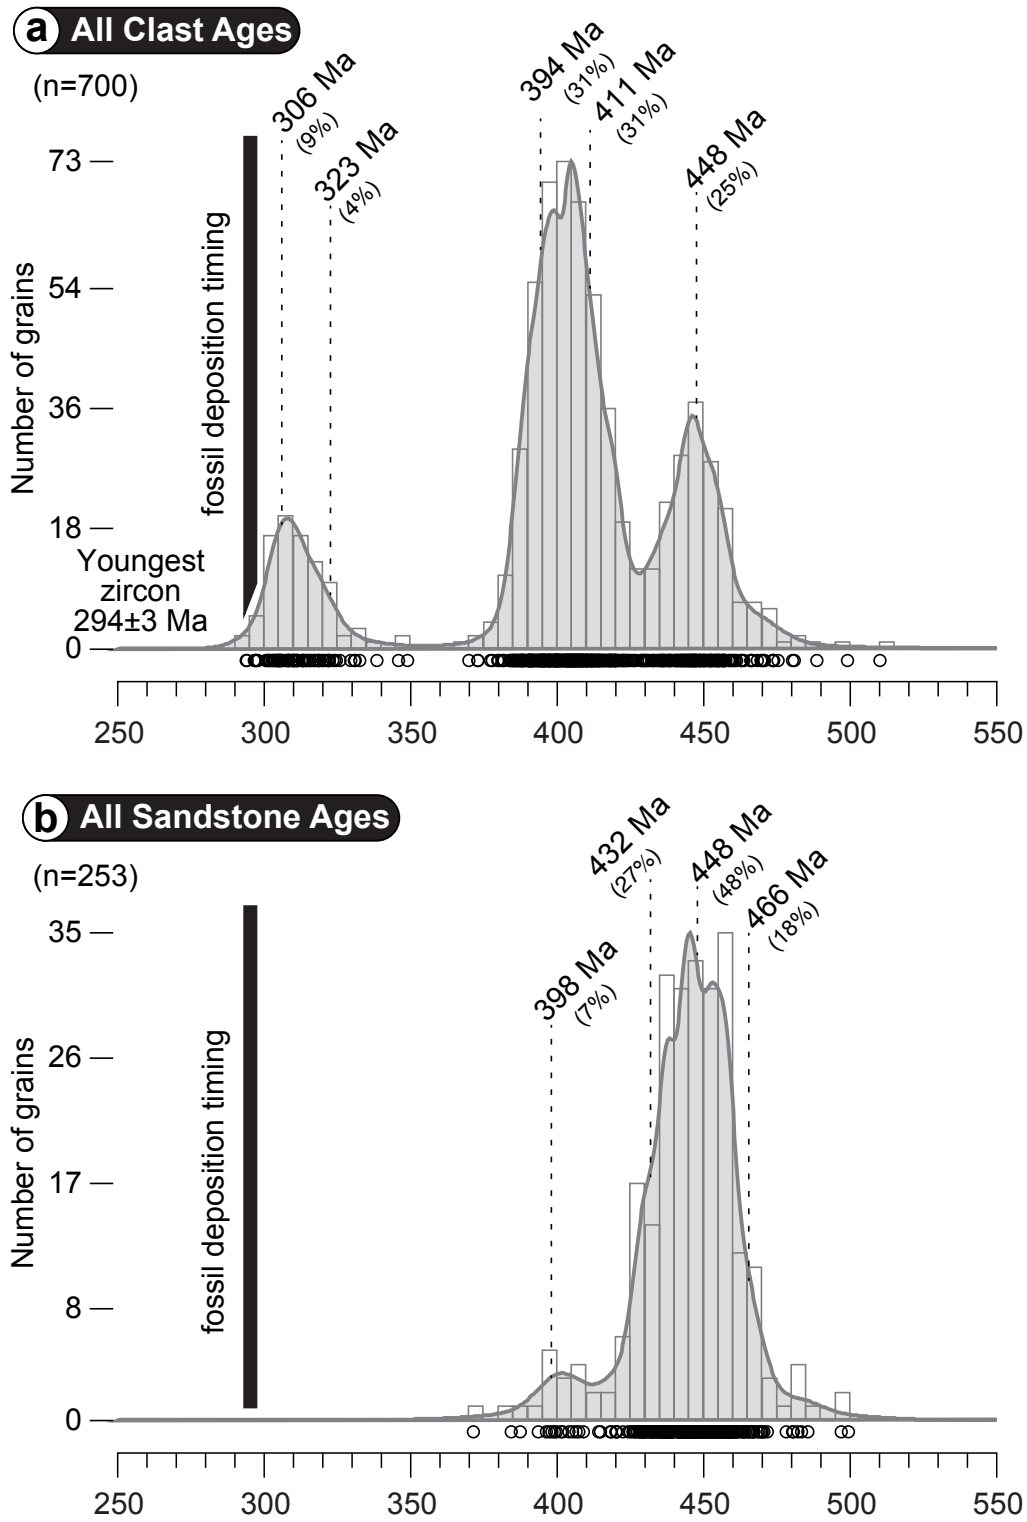 a All Clast Ages
(n=700)
306 Ma
(9%)
323 Ma
(4%)
394 Ma
(31%)
411 Ma
(31%)
448 Ma
(25%)
Number of grains
73
54
36
18
0
fossil deposition timing
Youngest
zircon
294±3 Ma
250 300 350 400 450 500 550
b All Sandstone Ages
(n=253)
398 Ma
(7%)
432 Ma
(27%)
448 Ma
(48%)
466 Ma
(18%)
Number of grains
35
26
17
8
0
fossil deposition timing
250 300 350 400 450 500 550